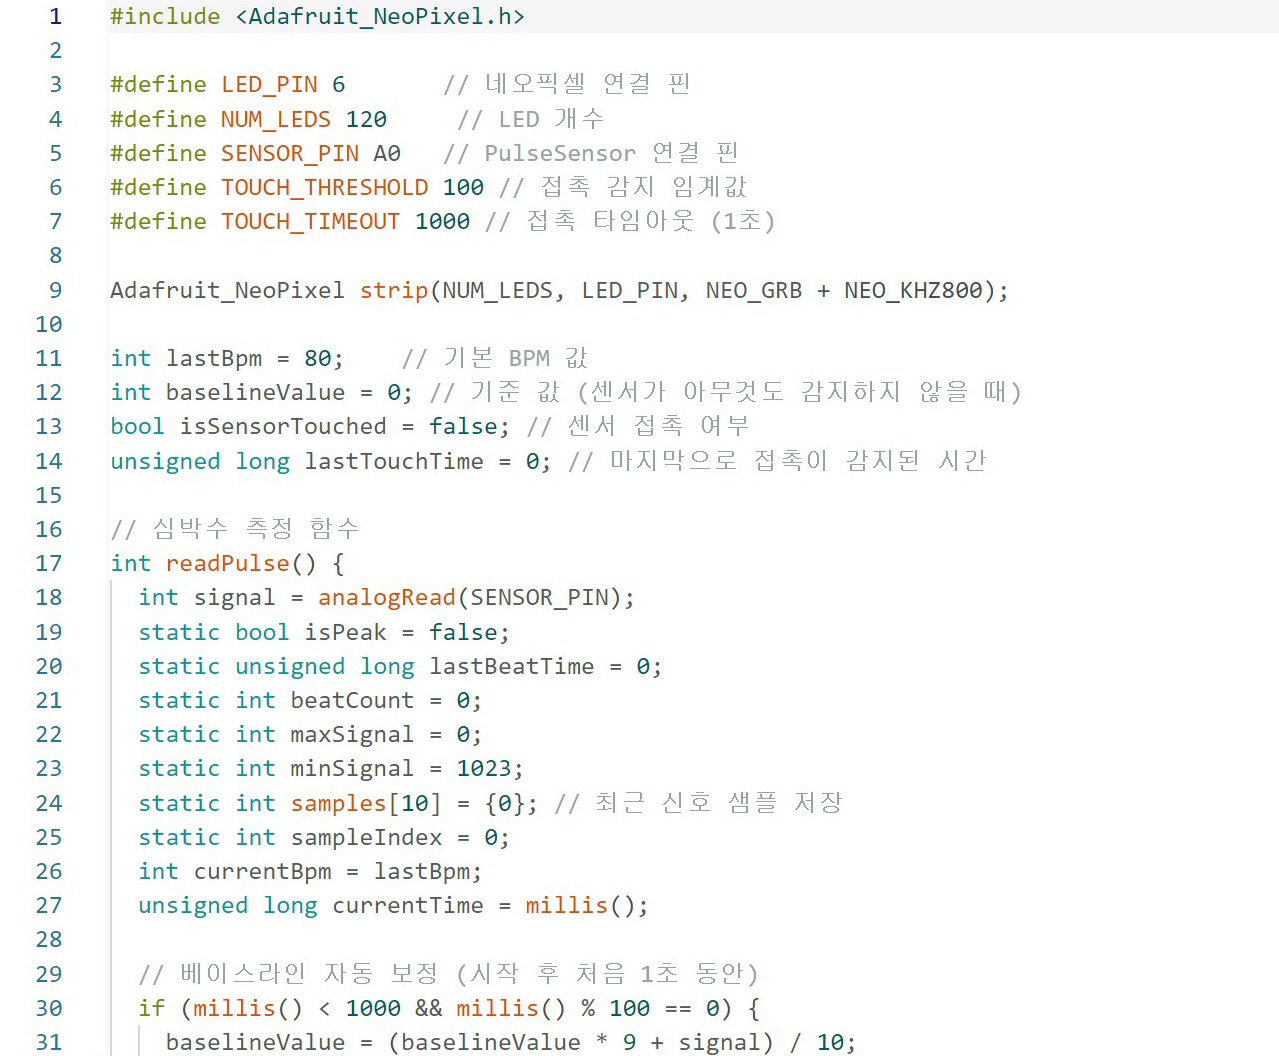 1 #include <Adafruit_NeoPixel.h>
2
3 #define LED_PIN 6 // 네오픽셀 연결 핀
4 #define NUM_LEDS 120 // LED 개수
5 #define SENSOR_PIN A0 // PulseSensor 연결 핀
6 #define TOUCH_THRESHOLD 100 // 접촉 감지 임계값
7 #define TOUCH_TIMEOUT 1000 // 접촉 타임아웃 (1초)
8
9 Adafruit_NeoPixel strip(NUM_LEDS, LED_PIN, NEO_GRB + NEO_KHZ800);
10
11 int lastBpm = 80; // 기본 BPM 값
12 int baselineValue = 0; // 기준 값 (센서가 아무것도 감지하지 않을 때)
13 bool isSensorTouched = false; // 센서 접촉 여부
14 unsigned long lastTouchTime = 0; // 마지막으로 접촉이 감지된 시간
15
16 // 심박수 측정 함수
17 int readPulse() {
18 int signal = analogRead(SENSOR_PIN);
19 static bool isPeak = false;
20 static unsigned long lastBeatTime = 0;
21 static int beatCount = 0;
22 static int maxSignal = 0;
23 static int minSignal = 1023;
24 static int samples[10] = {0}; // 최근 신호 샘플 저장
25 static int sampleIndex = 0;
26 int currentBpm = lastBpm;
27 unsigned long currentTime = millis();
28
29 // 베이스라인 자동 보정 (시작 후 처음 1초 동안)
30 if (millis() < 1000 && millis() % 100 == 0) {
31 baselineValue = (baselineValue * 9 + signal) / 10;